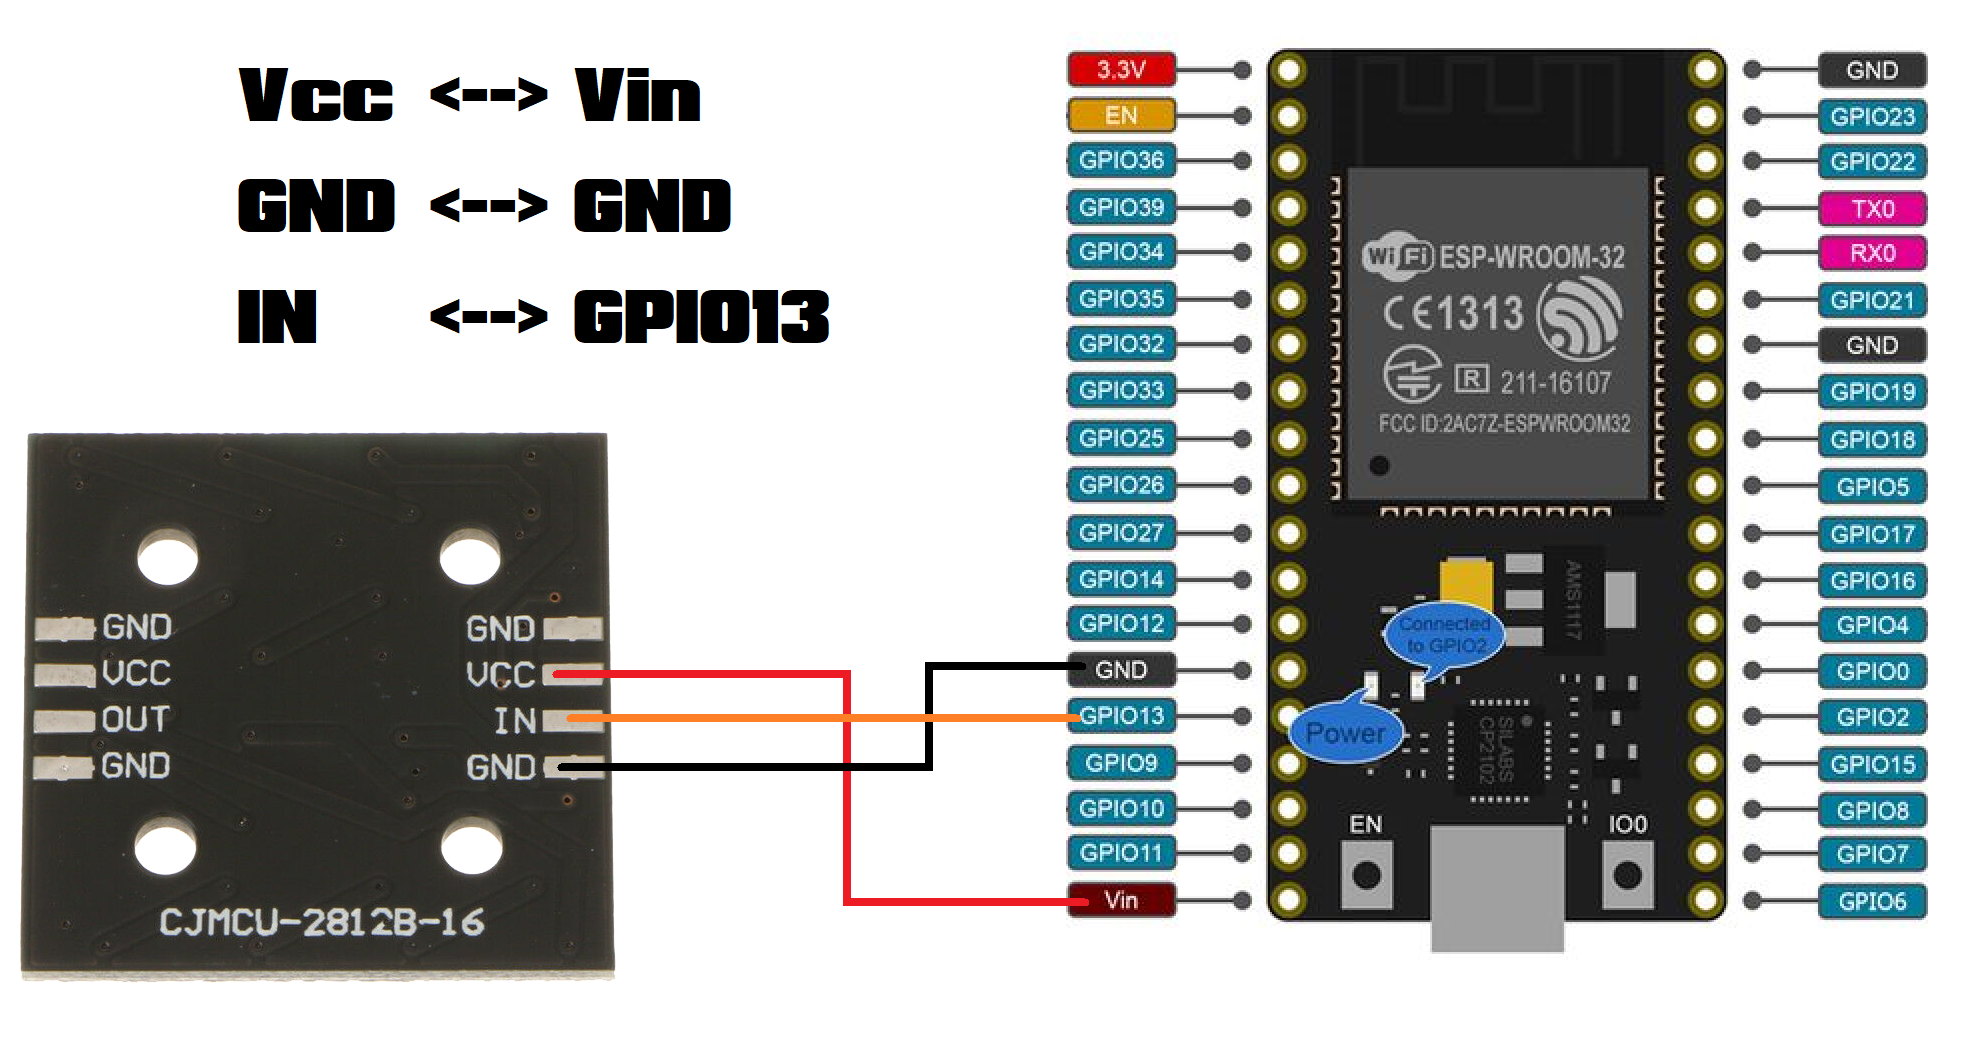 Vcc <--> Vin
GND <--> GND
IN <--> GPIO13
GND
VCC
OUT
GND
GND
VCC
IN
GND
CJMCU-2812B-16
3.3V
EN
GPIO36
GPIO39
GPIO34
GPIO35
GPIO32
GPIO33
GPIO25
GPIO26
GPIO27
GPIO14
GPIO12
GND
GPIO13
GPIO9
GPIO10
GPIO11
Vin
WiFi ESP-WROOM-32
CE1313
R 211-16107
FCC ID:2AC7Z-ESPWROOM32
AMS1117
Connected
to GPIO2
Power
SILABS
CP2102
EN
IO0
GND
GPIO23
GPIO22
TX0
RX0
GPIO21
GND
GPIO19
GPIO18
GPIO5
GPIO17
GPIO16
GPIO4
GPIO0
GPIO2
GPIO15
GPIO8
GPIO7
GPIO6